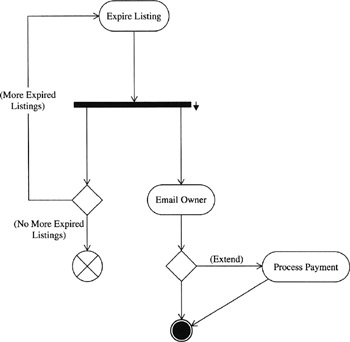 Expire Listing
(More Expired
Listings)
(No More Expired
Listings)
Email Owner
(Extend)
Process Payment